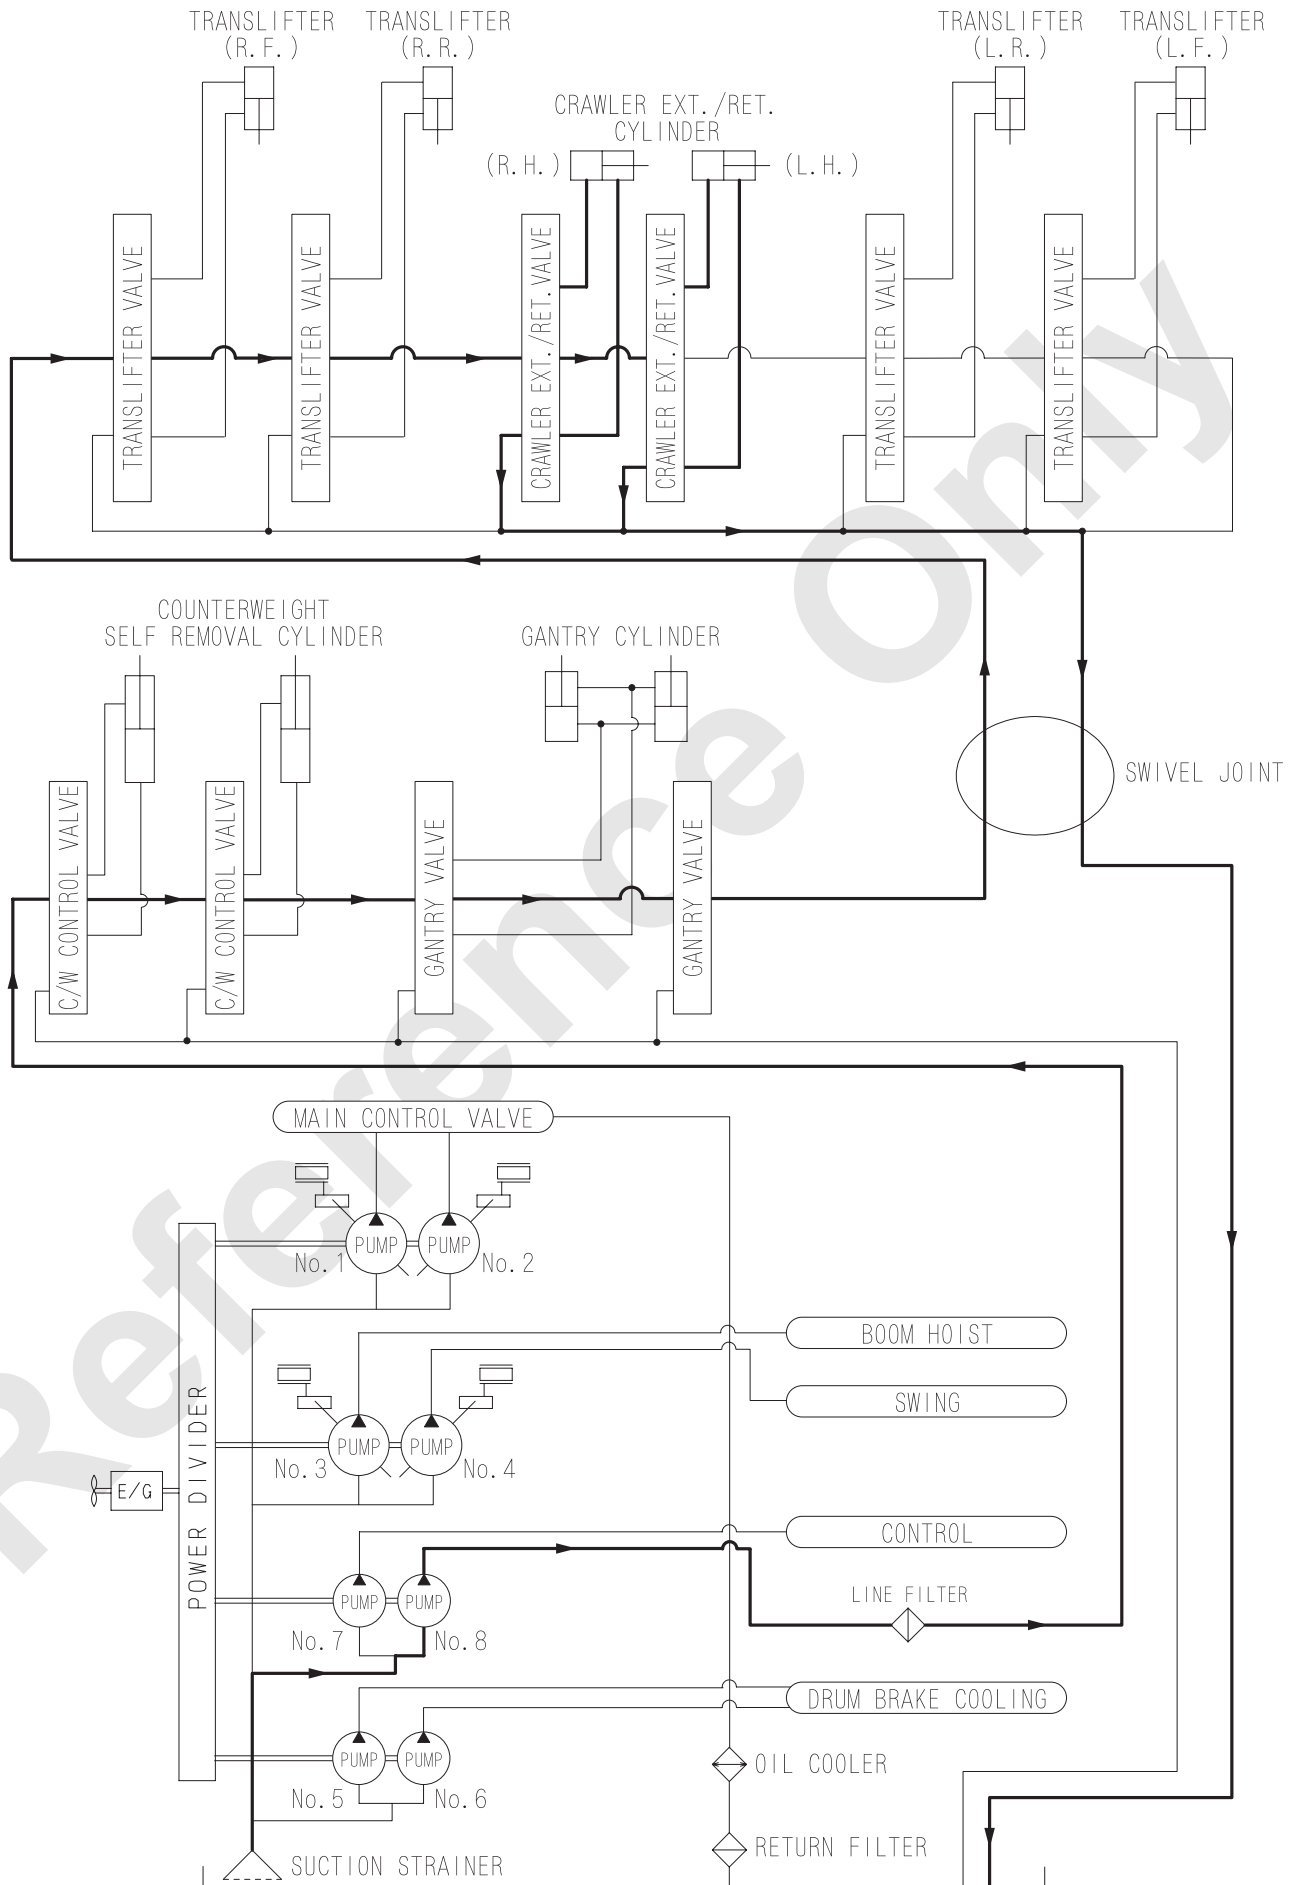 TRANSLIFTER
(R.F.)
TRANSLIFTER
(R.R.)
TRANSLIFTER
(L.R.)
TRANSLIFTER
(L.F.)
CRAWLER EXT./RET.
CYLINDER
(R.H.)
(L.H.)
TRANSLIFTER VALVE
TRANSLIFTER VALVE
CRAWLER EXT./RET.VALVE
CRAWLER EXT./RET.VALVE
TRANSLIFTER VALVE
TRANSLIFTER VALVE
COUNTERWEIGHT
SELF REMOVAL CYLINDER
GANTRY CYLINDER
SWIVEL JOINT
C/W CONTROL VALVE
C/W CONTROL VALVE
GANTRY VALVE
GANTRY VALVE
MAIN CONTROL VALVE
PUMP
PUMP
No.1
No.2
BOOM HOIST
SWING
POWER DIVIDER
PUMP
PUMP
No.3
No.4
E/G
CONTROL
LINE FILTER
PUMP
PUMP
No.7
No.8
DRUM BRAKE COOLING
PUMP
PUMP
OIL COOLER
No.5
No.6
RETURN FILTER
SUCTION STRAINER
Reference Only